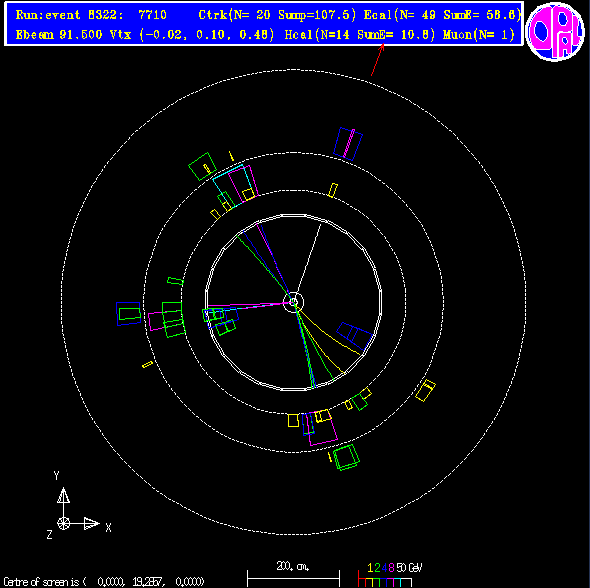 Run:event 8322: 7710 Ctrk(N= 20 Sump=107.5) Ecal(N= 49 SumE= 58.6)
Ebeam 91.500 Vtx (-0.02, 0.10, 0.48) Hcal(N=14 SumE= 10.8) Muon(N= 1)
OPAL
Y
X
Z
200. cm.
1 2 4 8 50 GeV
Centre of screen is ( 0.0000, 19.2857, 0.0000)